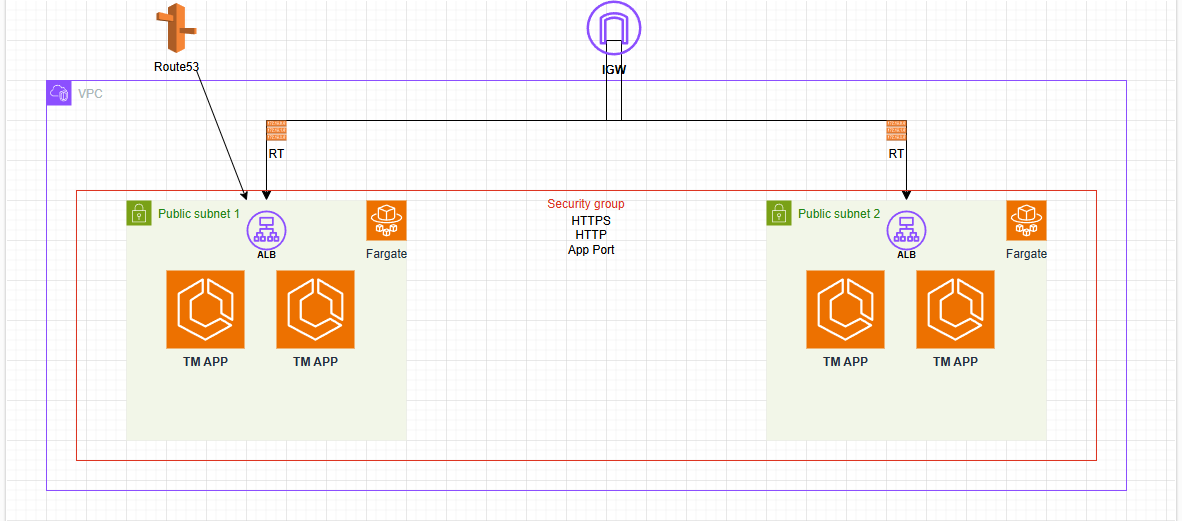 Route53
IGW
VPC
RT
RT
Security group
HTTPS
HTTP
App Port
Public subnet 1
ALB
Fargate
TM APP
TM APP
Public subnet 2
ALB
Fargate
TM APP
TM APP